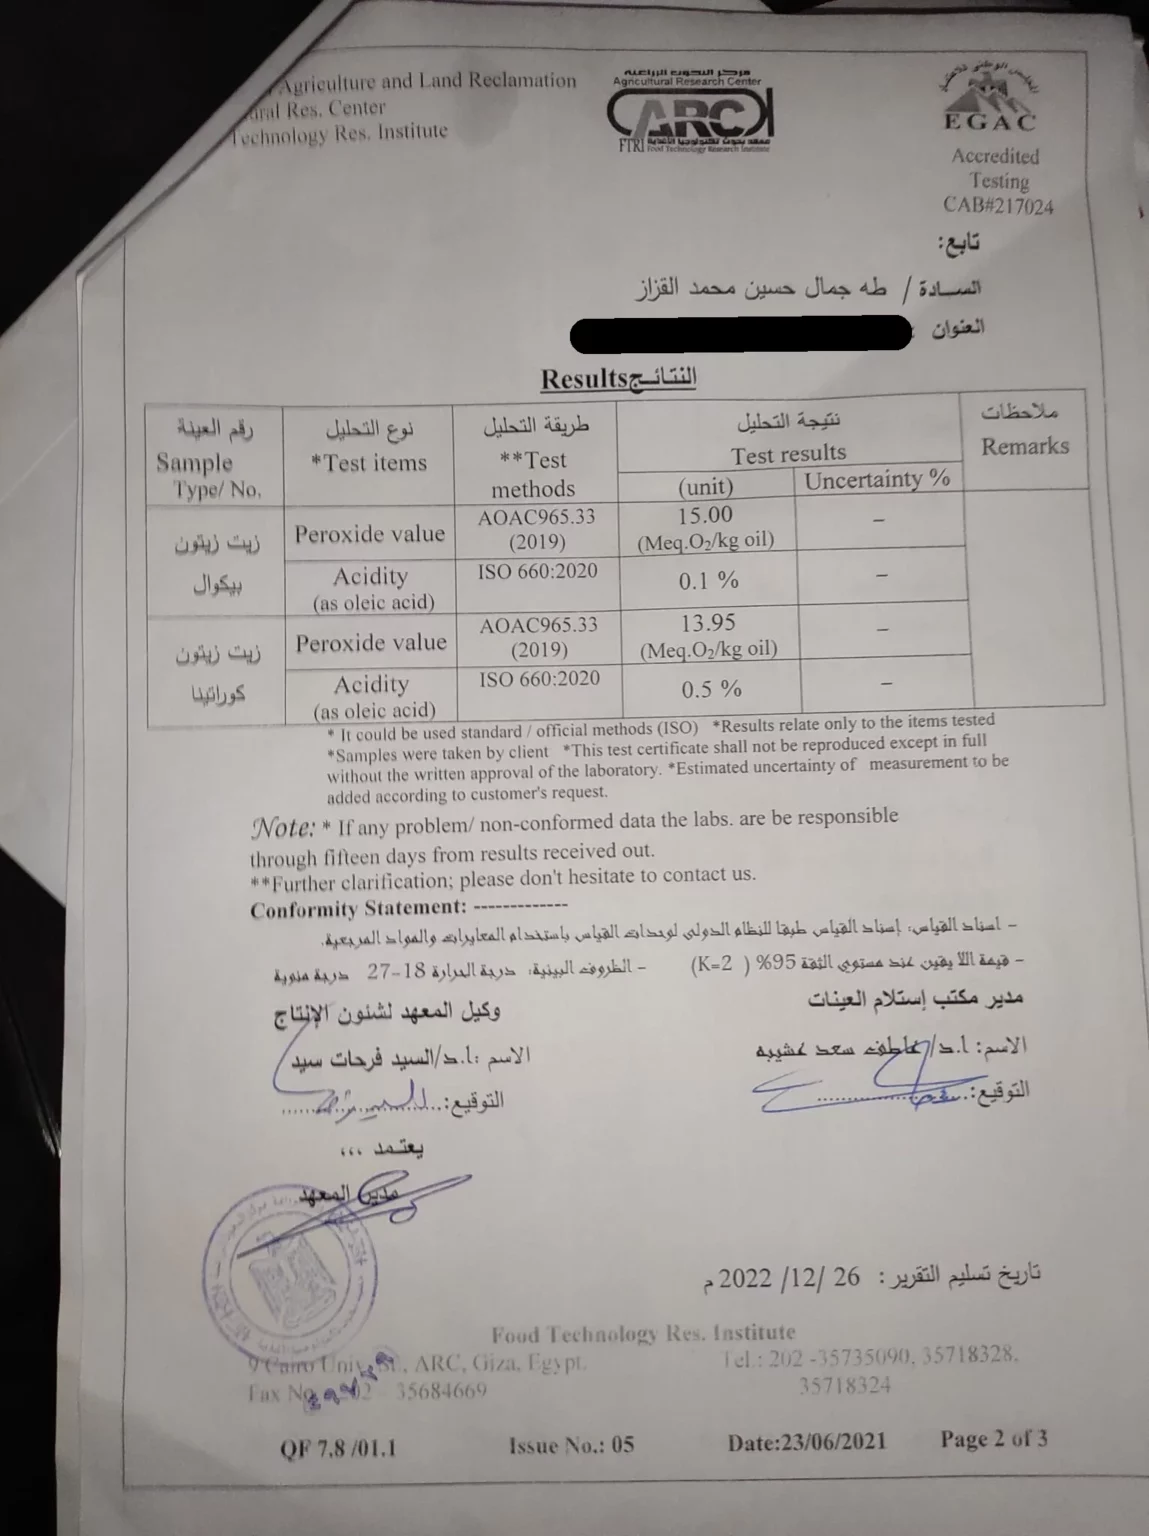 Agriculture and Land Reclamation
Res. Center
Technology Res. Institute
مركز البحوث الزراعية
Agricultural Research Center
ARC
معهد بحوث تكنولوجيا الأغذية
FTRI Food Technology Research Institute
EGAC
Accredited
Testing
CAB#217024
تابع:
السادة / طه جمال حسين محمد القزاز
العنوان :
Results النتائج
رقم العينة
Sample
Type/ No.
نوع التحليل
*Test items
طريقة التحليل
**Test
methods
نتيجة التحليل
Test results
(unit)
Uncertainty %
ملاحظات
Remarks
زيت زيتون
بيكوال
Peroxide value
AOAC965.33
(2019)
15.00
(Meq.O₂/kg oil)
–
Acidity
(as oleic acid)
ISO 660:2020
0.1 %
–
زيت زيتون
كوراتينا
Peroxide value
AOAC965.33
(2019)
13.95
(Meq.O₂/kg oil)
–
Acidity
(as oleic acid)
ISO 660:2020
0.5 %
–
* It could be used standard / official methods (ISO) *Results relate only to the items tested
*Samples were taken by client *This test certificate shall not be reproduced except in full
without the written approval of the laboratory. *Estimated uncertainty of measurement to be
added according to customer's request.
Note: * If any problem/ non-conformed data the labs. are be responsible
through fifteen days from results received out.
**Further clarification; please don't hesitate to contact us.
Conformity Statement: -------------
- اسناد القياس: إسناد القياس طبقا للنظام الدولي لوحدات القياس باستخدام المعايرات والمواد المرجعية.
- قيمة اللا يقين عند مستوي الثقة 95% ( K=2) - الظروف البيئية: درجة الحرارة 18-27 درجة مئوية
مدير مكتب إستلام العينات
وكيل المعهد لشئون الإنتاج
الاسم: ا.د/عاطف سعد عشيبه
الاسم :ا.د/السيد فرحات سيد
التوقيع:
التوقيع:
يعتمد ،،،
مدير المعهد
تاريخ تسليم التقرير : 26 /12/ 2022 م
Food Technology Res. Institute
9 Cairo Univ. St., ARC, Giza, Egypt.
Tel.: 202 -35735090, 35718328,
35718324
Fax No. 202 35684669
QF 7.8 /01.1
Issue No.: 05
Date:23/06/2021
Page 2 of 3